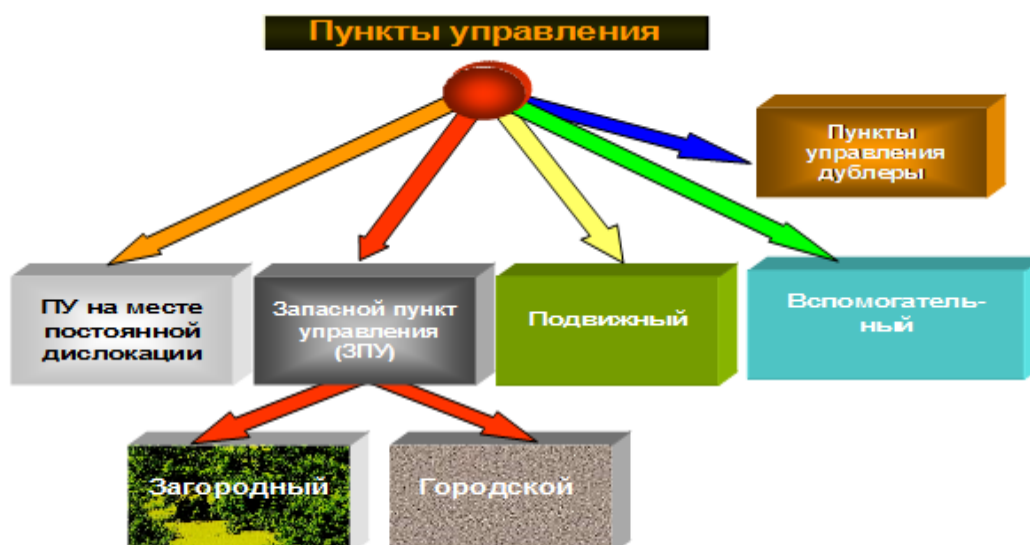 Пункты управления
Пункты
управления
дублеры
ПУ на месте
постоянной
дислокации
Запасной пункт
управления
(ЗПУ)
Подвижный
Вспомогатель-
ный
Загородный
Городской